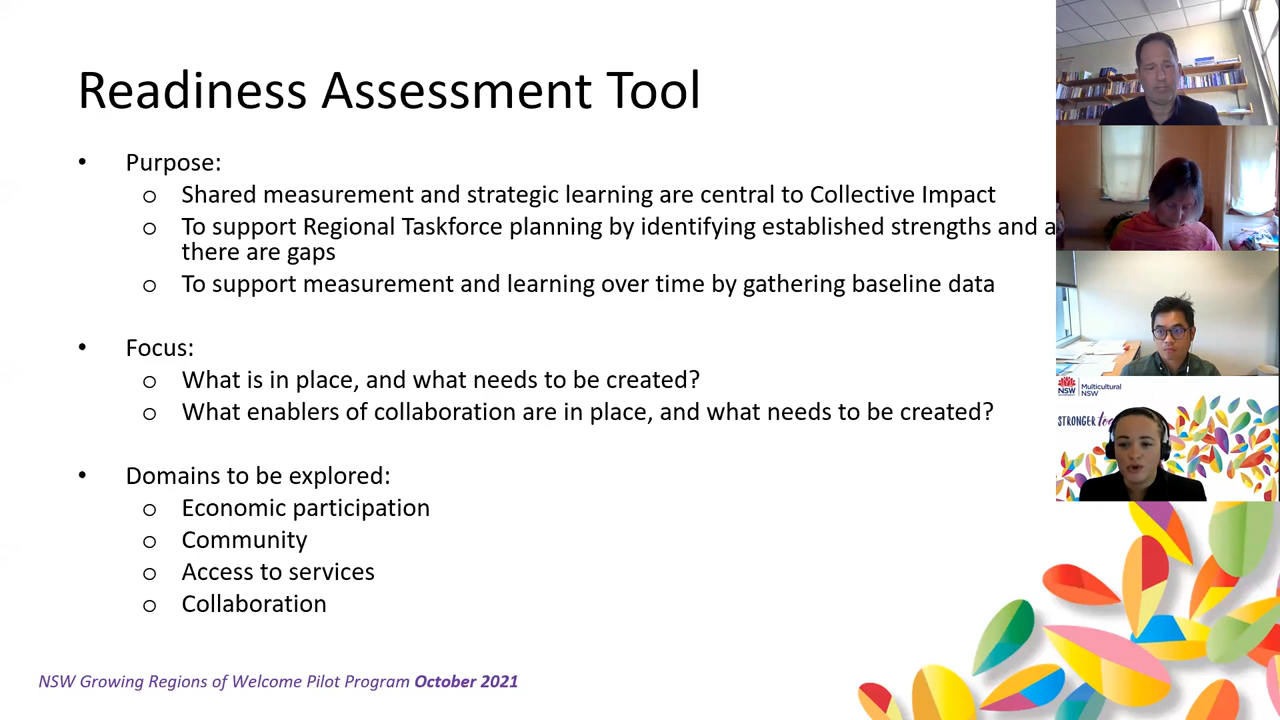 Readiness Assessment Tool
• Purpose:
o Shared measurement and strategic learning are central to Collective Impact
o To support Regional Taskforce planning by identifying established strengths and
there are gaps
o To support measurement and learning over time by gathering baseline data
• Focus:
o What is in place, and what needs to be created?
o What enablers of collaboration are in place, and what needs to be created?
• Domains to be explored:
o Economic participation
o Community
o Access to services
o Collaboration
NSW Growing Regions of Welcome Pilot Program October 2021
NSW
Multicultural
NSW
STRONGER